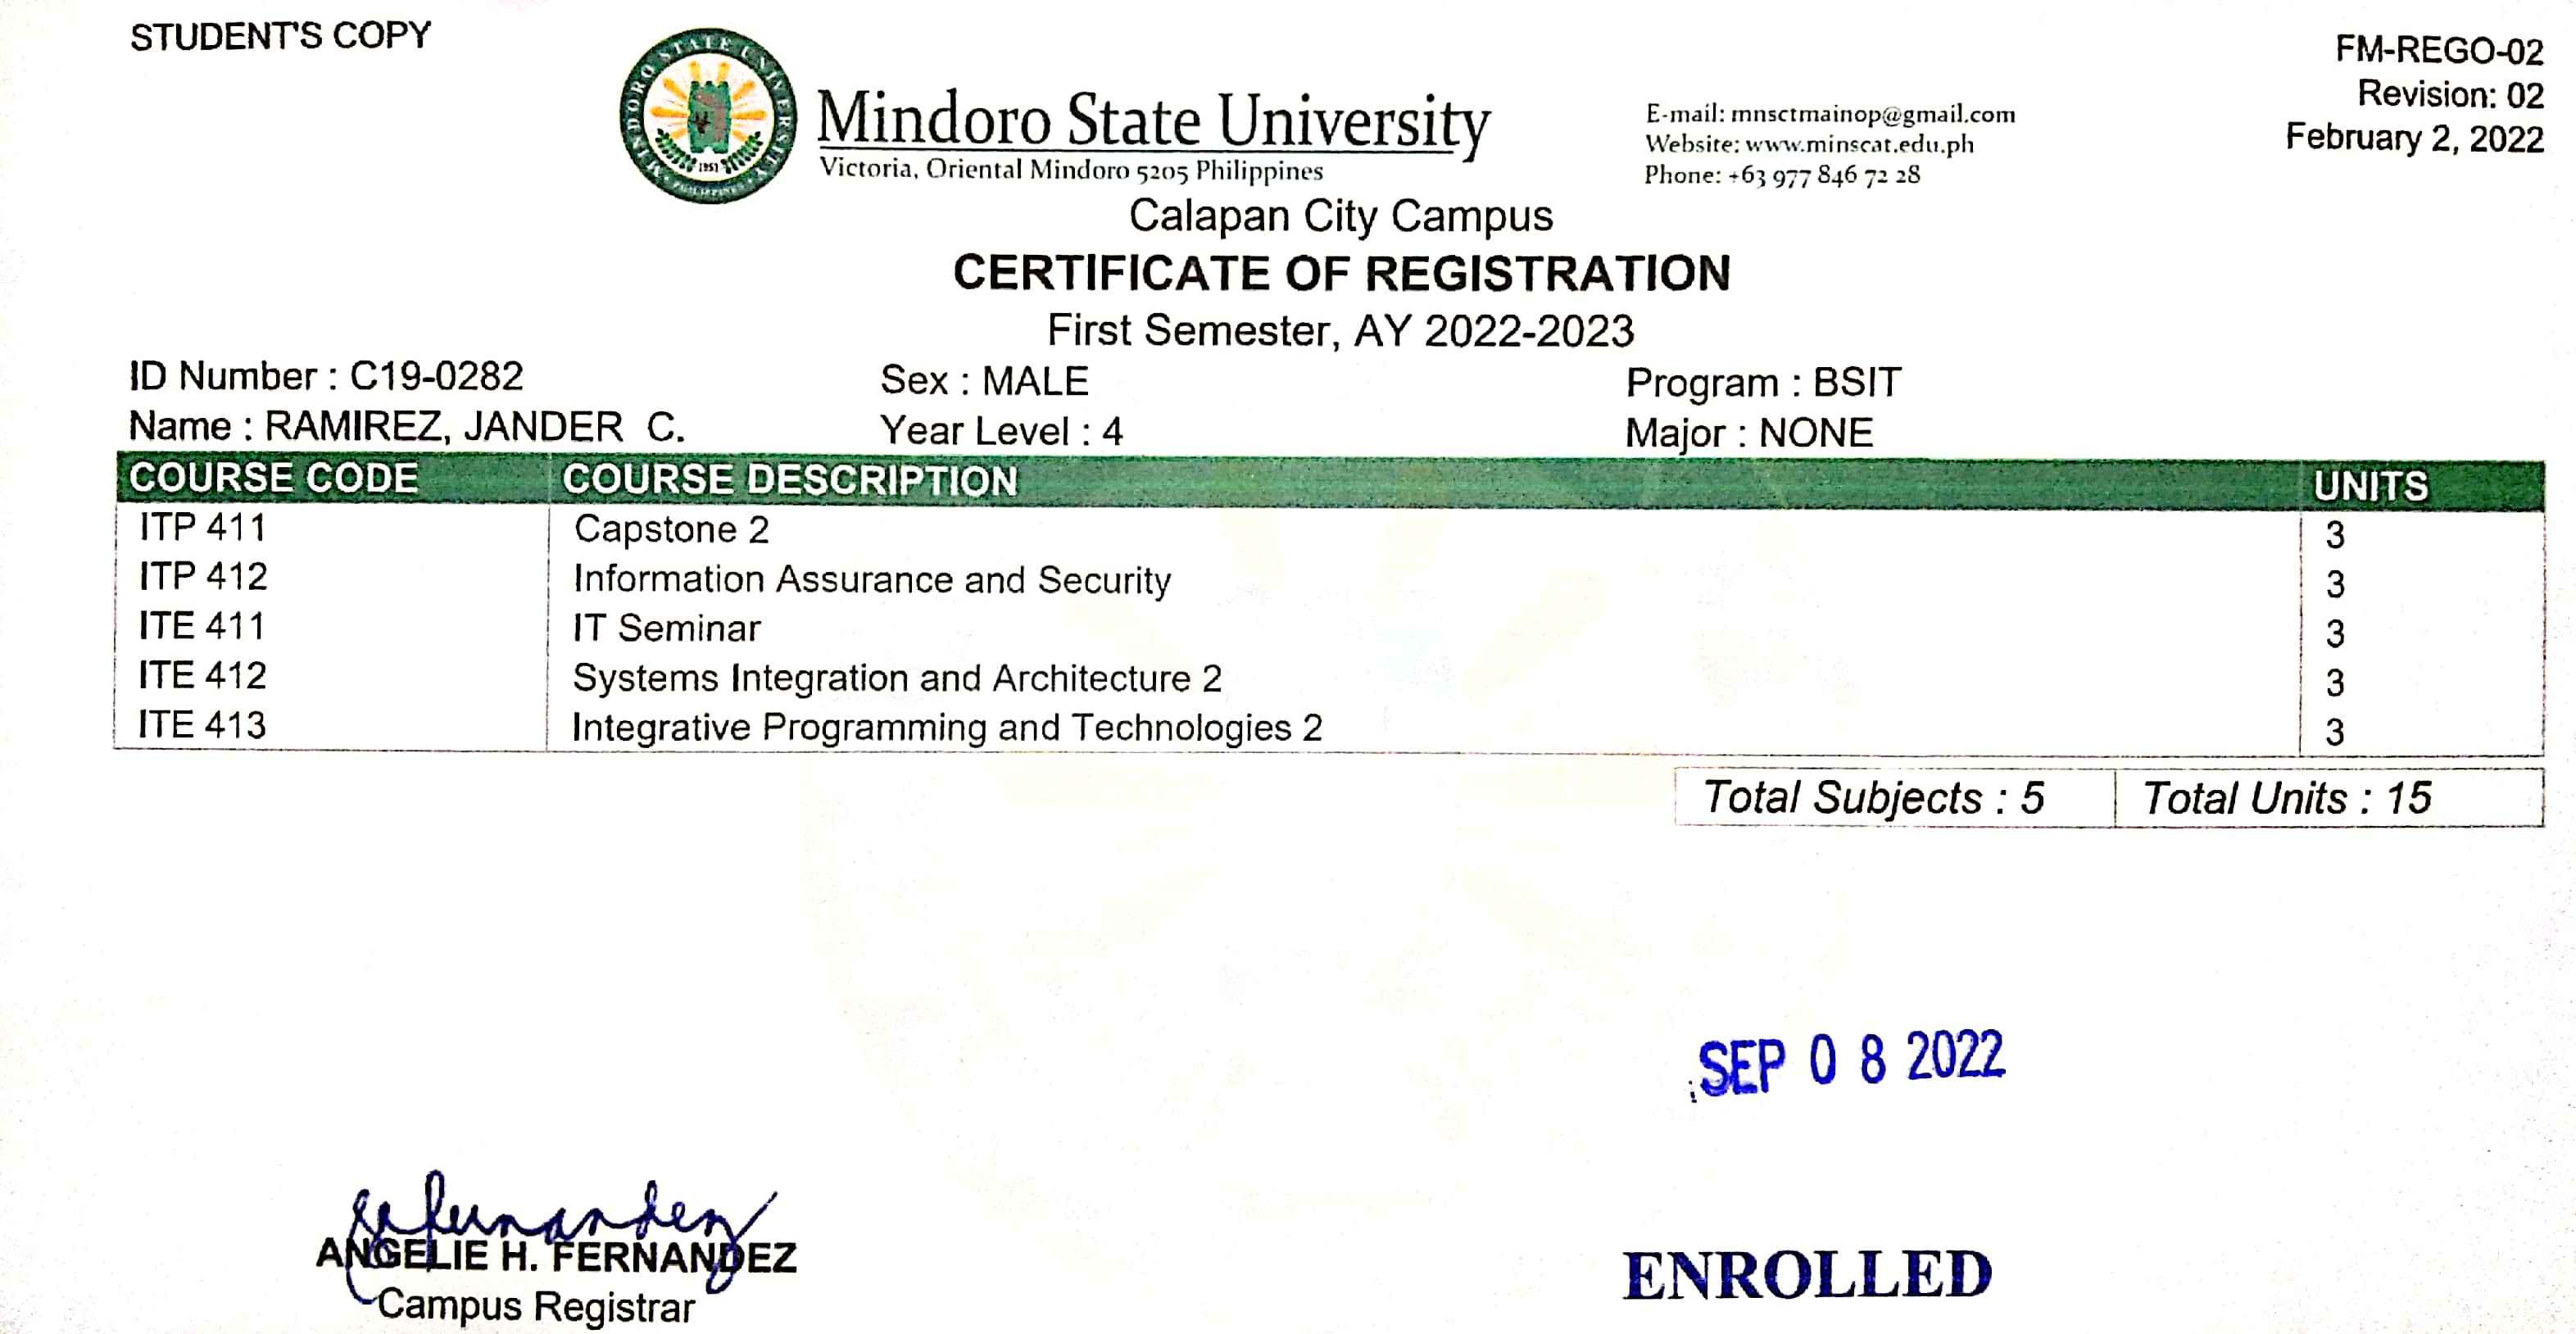 STUDENT'S COPY
FM-REGO-02
Revision: 02
February 2, 2022
MINDORO STATE UNIVERSITY
1951
PHILIPPINES
Mindoro State University
Victoria, Oriental Mindoro 5205 Philippines
E-mail: mnsctmainop@gmail.com
Website: www.minscat.edu.ph
Phone: +63 977 846 72 28
Calapan City Campus
CERTIFICATE OF REGISTRATION
First Semester, AY 2022-2023
ID Number : C19-0282 Sex : MALE Program : BSIT
Name : RAMIREZ, JANDER C. Year Level : 4 Major : NONE
COURSE CODE COURSE DESCRIPTION UNITS
ITP 411 Capstone 2 3
ITP 412 Information Assurance and Security 3
ITE 411 IT Seminar 3
ITE 412 Systems Integration and Architecture 2 3
ITE 413 Integrative Programming and Technologies 2 3
Total Subjects : 5 Total Units : 15
SEP 08 2022
ANGELIE H. FERNANDEZ
Campus Registrar
ENROLLED